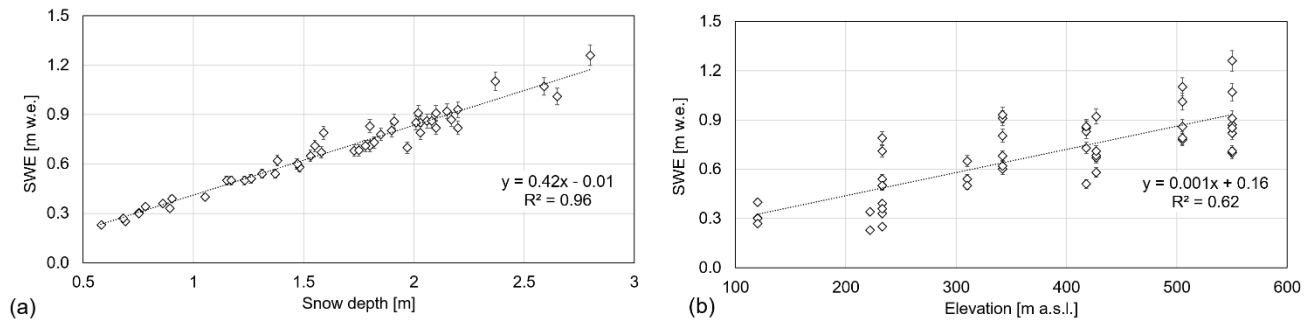 1.5
1.2
0.9
0.6
0.3
0.0
SWE [m w.e.]
y = 0.42x - 0.01
R² = 0.96
0.5 1 1.5 2 2.5 3
Snow depth [m]
(a)
1.5
1.2
0.9
0.6
0.3
0.0
SWE [m w.e.]
y = 0.001x + 0.16
R² = 0.62
100 200 300 400 500 600
Elevation [m a.s.l.]
(b)